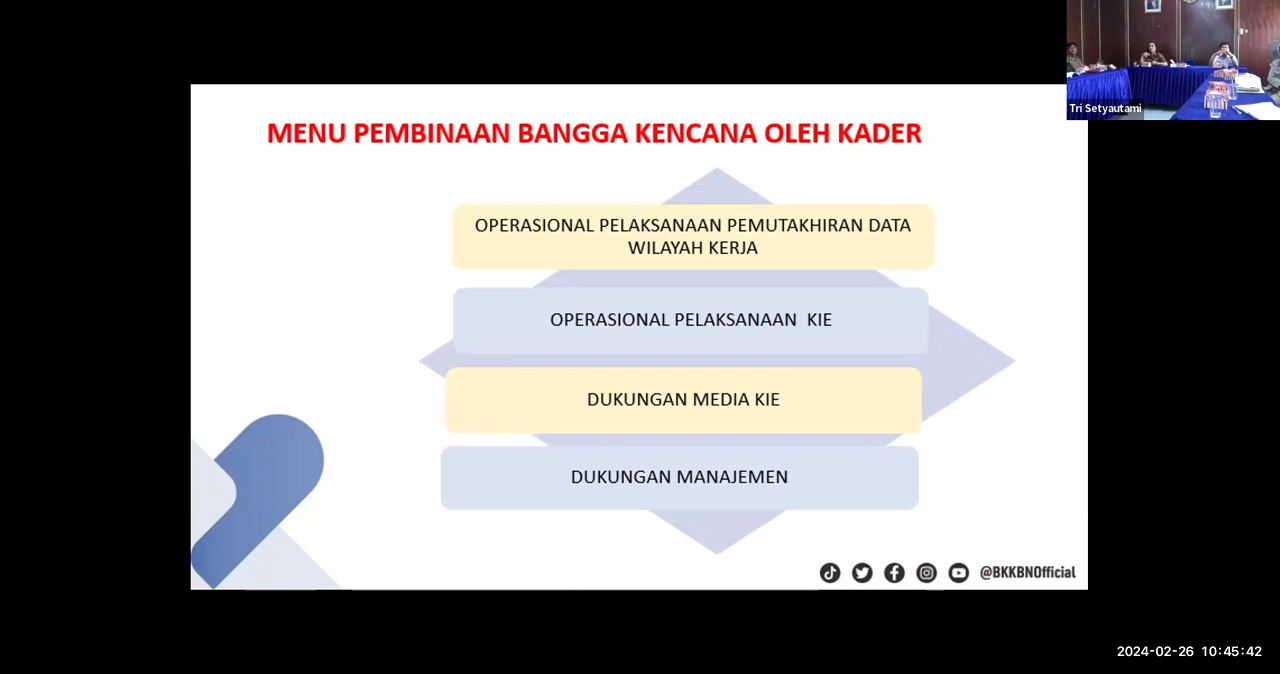 Tri Setyautami
MENU PEMBINAAN BANGGA KENCANA OLEH KADER
OPERASIONAL PELAKSANAAN PEMUTAKHIRAN DATA
WILAYAH KERJA
OPERASIONAL PELAKSANAAN KIE
DUKUNGAN MEDIA KIE
DUKUNGAN MANAJEMEN
@BKKBNOfficial
2024-02-26 10:45:42